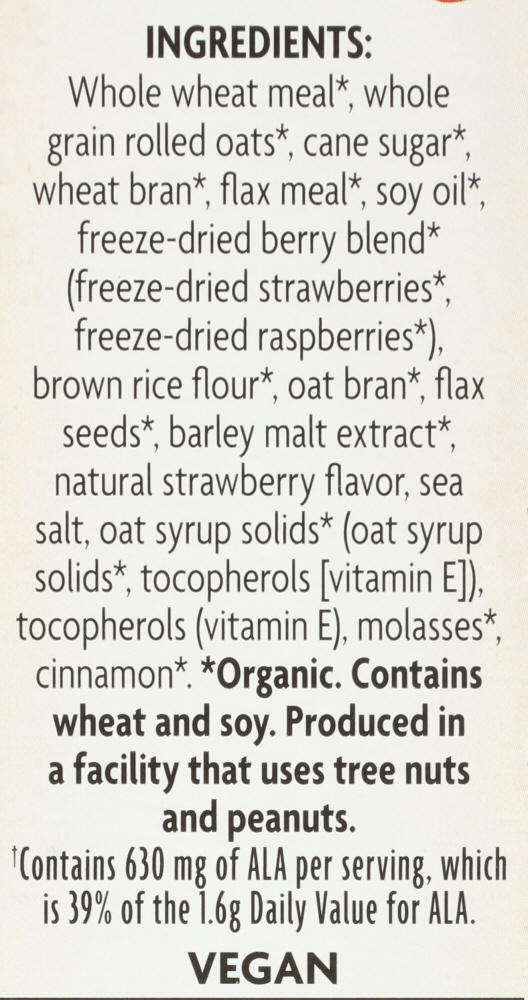 INGREDIENTS:
Whole wheat meal*, whole
grain rolled oats*, cane sugar*,
wheat bran*, flax meal*, soy oil*,
freeze-dried berry blend*
(freeze-dried strawberries*,
freeze-dried raspberries*),
brown rice flour*, oat bran*, flax
seeds*, barley malt extract*,
natural strawberry flavor, sea
salt, oat syrup solids* (oat syrup
solids*, tocopherols [vitamin E]),
tocopherols (vitamin E), molasses*,
cinnamon*. *Organic. Contains
wheat and soy. Produced in
a facility that uses tree nuts
and peanuts.
†Contains 630 mg of ALA per serving, which
is 39% of the 1.6g Daily Value for ALA.
VEGAN